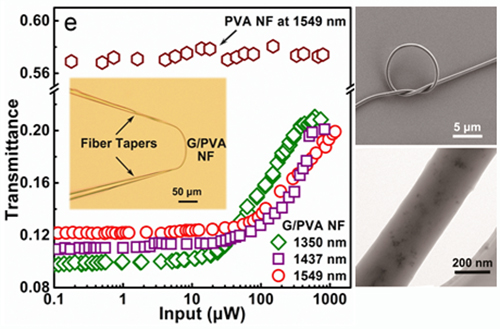 e
PVA NF at 1549 nm
0.60
0.56
0.20
0.16
0.12
0.08
Transmittance
Fiber Tapers
G/PVA
NF
50 μm
G/PVA NF
1350 nm
1437 nm
1549 nm
0.1
1
10
100
1000
Input (μW)
5 μm
200 nm